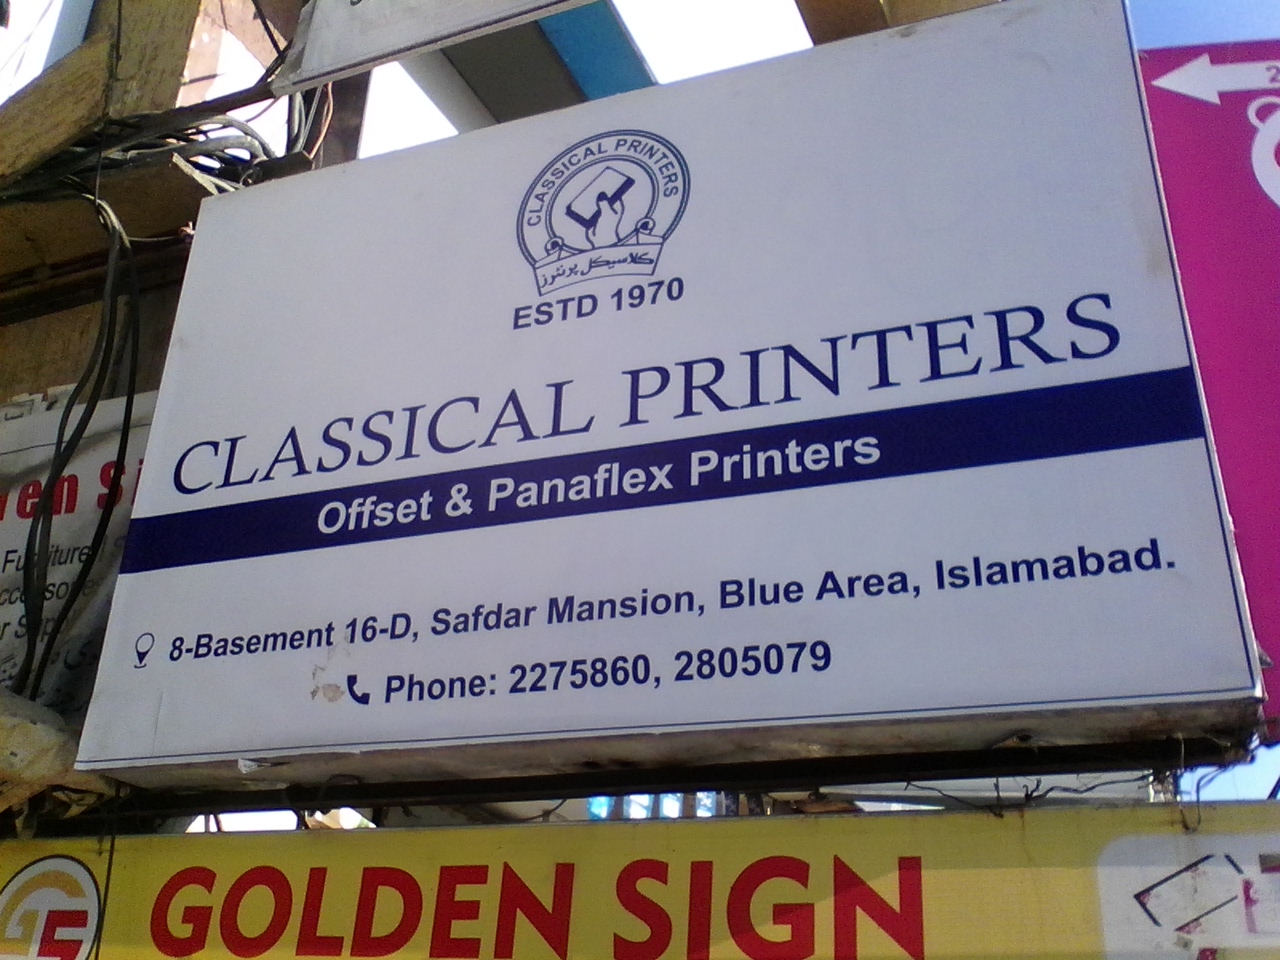 CLASSICAL PRINTERS
کلاسیکل پرنٹرز
ESTD 1970
CLASSICAL PRINTERS
Offset & Panaflex Printers
8-Basement 16-D, Safdar Mansion, Blue Area, Islamabad.
Phone: 2275860, 2805079
GOLDEN SIGN